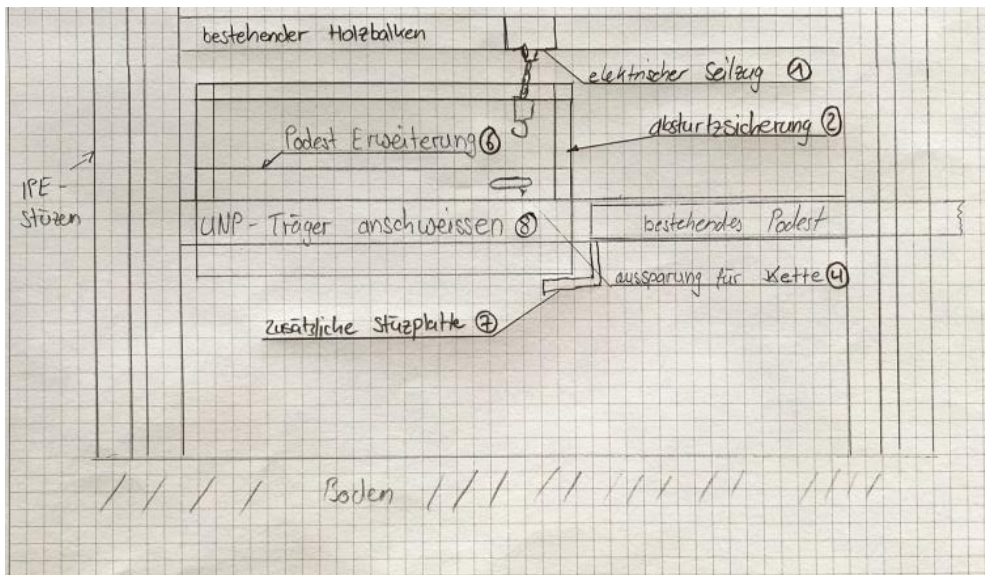 bestehender Holzbalken
elektrischer Seilzug ①
absturtzsicherung ②
Podest Erweiterung ⑥
IPE-
Stüzen
UNP-Träger anschweissen ⑧
bestehendes Podest
aussparung für Kette ④
zusätzliche Stüzplatte ⑦
Boden